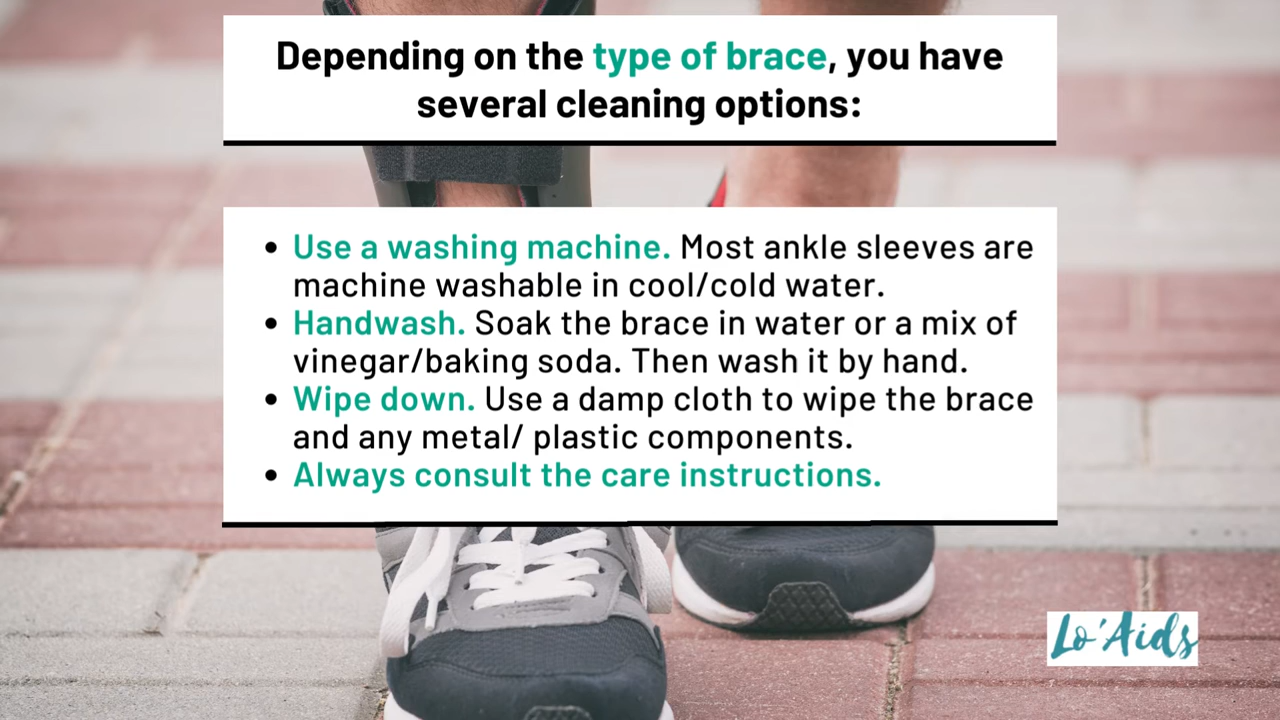 Depending on the type of brace, you have
several cleaning options:
• Use a washing machine. Most ankle sleeves are
machine washable in cool/cold water.
• Handwash. Soak the brace in water or a mix of
vinegar/baking soda. Then wash it by hand.
• Wipe down. Use a damp cloth to wipe the brace
and any metal/ plastic components.
• Always consult the care instructions.
Lo'Aids